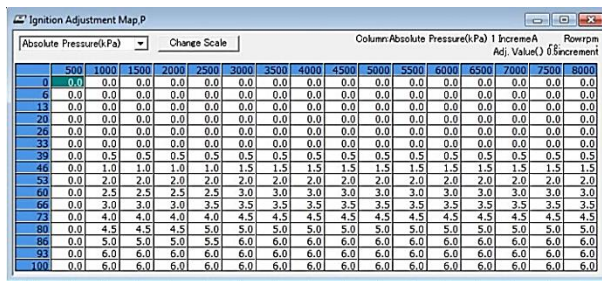 Ignition Adjustment Map,P
Absolute Pressure(kPa) Change Scale Column:Absolute Pressure(kPa) 1 IncremeA Rowrpm
Adj. Value() 0.5increment
500 1000 1500 2000 2500 3000 3500 4000 4500 5000 5500 6000 6500 7000 7500 8000
0 0.0 0.0 0.0 0.0 0.0 0.0 0.0 0.0 0.0 0.0 0.0 0.0 0.0 0.0 0.0 0.0
6 0.0 0.0 0.0 0.0 0.0 0.0 0.0 0.0 0.0 0.0 0.0 0.0 0.0 0.0 0.0 0.0
13 0.0 0.0 0.0 0.0 0.0 0.0 0.0 0.0 0.0 0.0 0.0 0.0 0.0 0.0 0.0 0.0
20 0.0 0.0 0.0 0.0 0.0 0.0 0.0 0.0 0.0 0.0 0.0 0.0 0.0 0.0 0.0 0.0
26 0.0 0.0 0.0 0.0 0.0 0.0 0.0 0.0 0.0 0.0 0.0 0.0 0.0 0.0 0.0 0.0
33 0.0 0.0 0.0 0.0 0.0 0.0 0.0 0.0 0.0 0.0 0.0 0.0 0.0 0.0 0.0 0.0
39 0.0 0.5 0.5 0.5 0.5 0.5 0.5 0.5 0.5 0.5 0.5 0.5 0.5 0.5 0.5 0.5
46 0.0 1.0 1.0 1.0 1.0 1.5 1.5 1.5 1.5 1.5 1.5 1.5 1.5 1.5 1.5 1.5
53 0.0 2.0 2.0 2.0 2.0 2.0 2.0 2.0 2.0 2.0 2.0 2.0 2.0 2.0 2.0 2.0
60 0.0 2.5 2.5 2.5 2.5 3.0 3.0 3.0 3.0 3.0 3.0 3.0 3.0 3.0 3.0 3.0
66 0.0 3.0 3.0 3.0 3.5 3.5 3.5 3.5 3.5 3.5 3.5 3.5 3.5 3.5 3.5 3.5
73 0.0 4.0 4.0 4.0 4.0 4.5 4.5 4.5 4.5 4.5 4.5 4.5 4.5 4.5 4.5 4.5
80 0.0 4.5 4.5 4.5 5.0 5.0 5.0 5.0 5.0 5.0 5.0 5.0 5.0 5.0 5.0 5.0
86 0.0 5.0 5.0 5.0 5.5 6.0 6.0 6.0 6.0 6.0 6.0 6.0 6.0 6.0 6.0 6.0
93 0.0 6.0 6.0 6.0 6.0 6.0 6.0 6.0 6.0 6.0 6.0 6.0 6.0 6.0 6.0 6.0
100 0.0 6.0 6.0 6.0 6.0 6.0 6.0 6.0 6.0 6.0 6.0 6.0 6.0 6.0 6.0 6.0